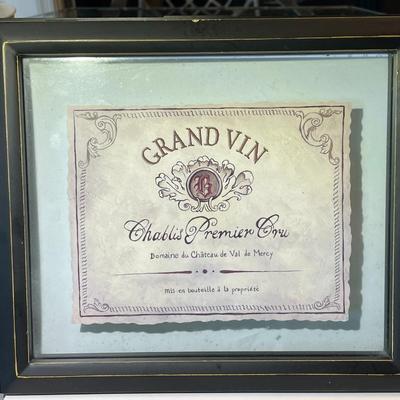 GRAND VIN
B
Chablis Premier Cru
Domaine du Château de Val de Mercy
Mis en bouteille à la propriété